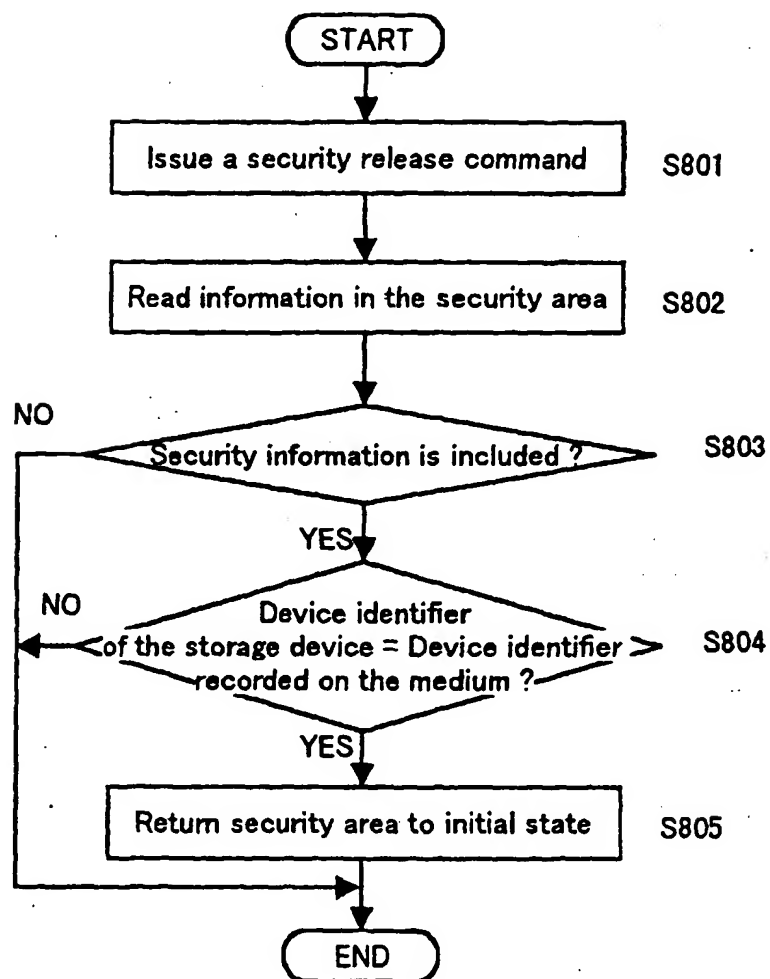 START
Issue a security release command S801
Read information in the security area S802
NO
Security information is included ? S803
YES
NO
Device identifier
of the storage device = Device identifier S804
recorded on the medium ?
YES
Return security area to initial state S805
END